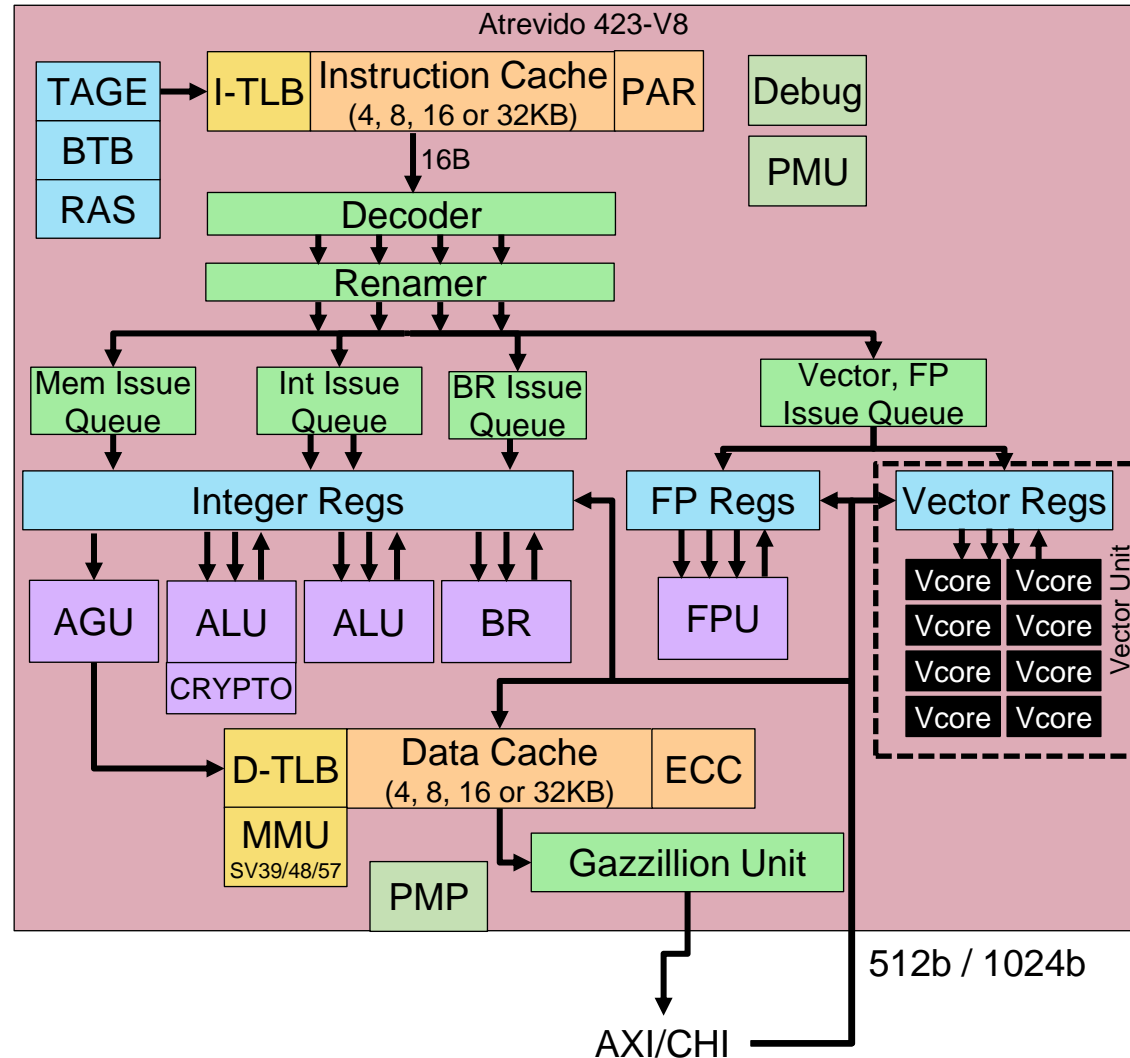 Atrevido 423-V8
TAGE
BTB
RAS
I-TLB
Instruction Cache
(4, 8, 16 or 32KB)
PAR
Debug
PMU
16B
Decoder
Renamer
Mem Issue
Queue
Int Issue
Queue
BR Issue
Queue
Vector, FP
Issue Queue
Integer Regs
FP Regs
Vector Regs
AGU
ALU
CRYPTO
ALU
BR
FPU
Vcore
Vcore
Vcore
Vcore
Vcore
Vcore
Vcore
Vcore
Vector Unit
D-TLB
Data Cache
(4, 8, 16 or 32KB)
ECC
MMU
SV39/48/57
PMP
Gazzillion Unit
512b / 1024b
AXI/CHI